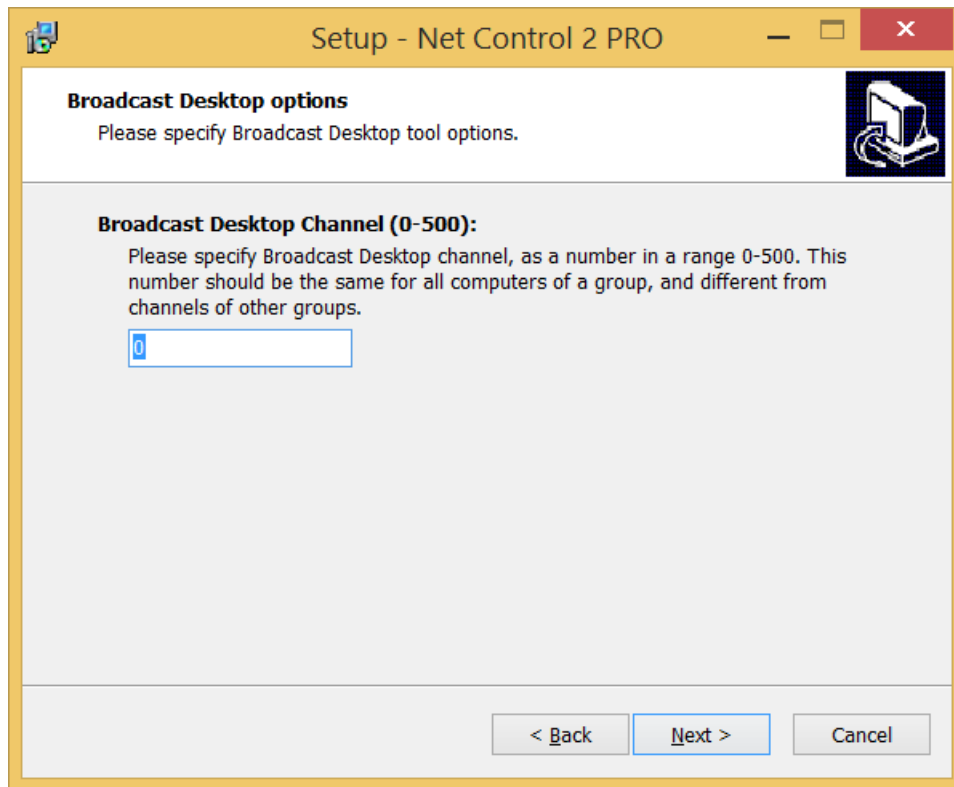 Setup - Net Control 2 PRO
Broadcast Desktop options
Please specify Broadcast Desktop tool options.
Broadcast Desktop Channel (0-500):
Please specify Broadcast Desktop channel, as a number in a range 0-500. This
number should be the same for all computers of a group, and different from
channels of other groups.
0
< Back
Next >
Cancel